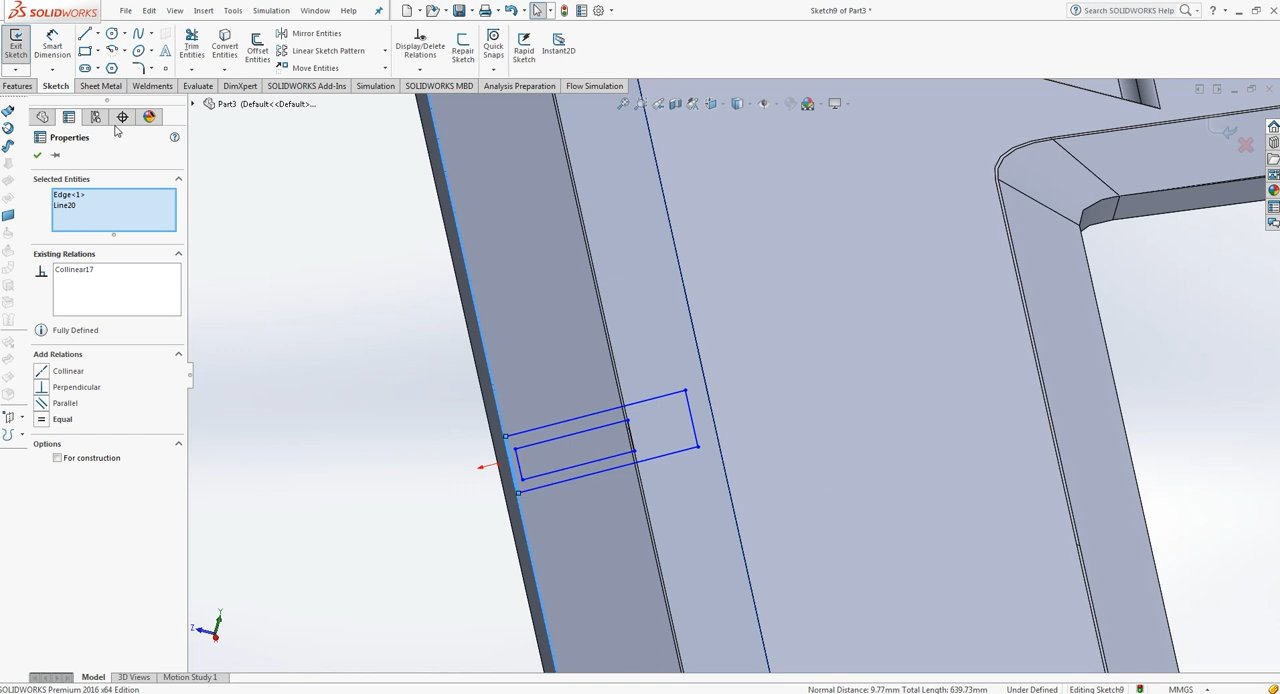 SOLIDWORKS File Edit View Insert Tools Simulation Window Help Sketch9 of Part3 * Search SOLIDWORKS Help
Exit Sketch Smart Dimension Trim Entities Convert Entities Offset Entities Mirror Entities Linear Sketch Pattern Move Entities Display/Delete Relations Repair Sketch Quick Snaps Rapid Sketch Instant2D
Features Sketch Sheet Metal Weldments Evaluate DimXpert SOLIDWORKS Add-Ins Simulation SOLIDWORKS MBD Analysis Preparation Flow Simulation
Part3 (Default<<Default>...
Properties
Selected Entities
Edge<1>
Line20
Existing Relations
Collinear17
Fully Defined
Add Relations
Collinear
Perpendicular
Parallel
Equal
Options
For construction
Y
Z
Model 3D Views Motion Study 1
SOLIDWORKS Premium 2016 x64 Edition Normal Distance: 9.77mm Total Length: 639.73mm Under Defined Editing Sketch9 MMGS